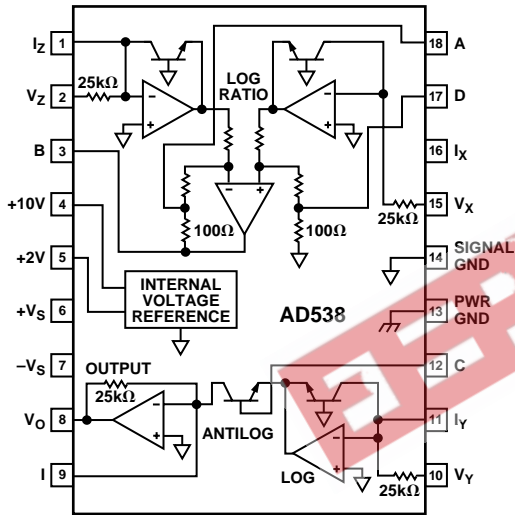 I_Z 1
25kΩ
V_Z 2
B 3
+10V 4
+2V 5
+V_S 6
–V_S 7
V_O 8
I 9
LOG
RATIO
100Ω
100Ω
25kΩ
INTERNAL
VOLTAGE
REFERENCE
AD538
OUTPUT
25kΩ
ANTILOG
LOG
25kΩ
18 A
17 D
16 I_X
15 V_X
14 SIGNAL
GND
13 PWR
GND
12 C
11 I_Y
10 V_Y